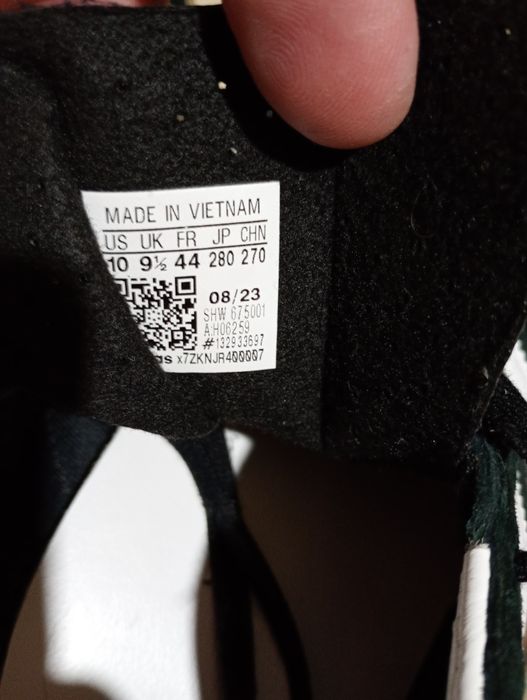 MADE IN VIETNAM
US UK FR JP CHN
10 9½ 44 280 270
08/23
SHW 675001
A:H06259
#132933697
x7ZKNJR400007